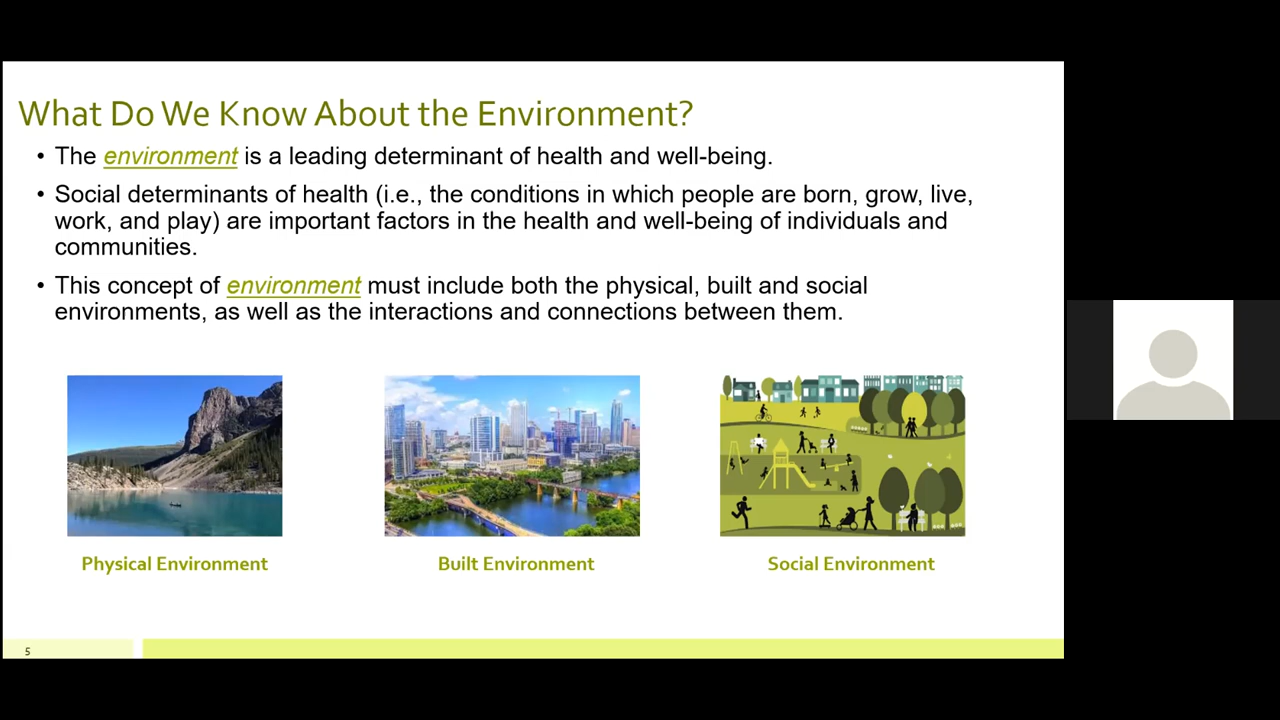 What Do We Know About the Environment?
• The environment is a leading determinant of health and well-being.
• Social determinants of health (i.e., the conditions in which people are born, grow, live,
work, and play) are important factors in the health and well-being of individuals and
communities.
• This concept of environment must include both the physical, built and social
environments, as well as the interactions and connections between them.
Physical Environment
Built Environment
Social Environment
5